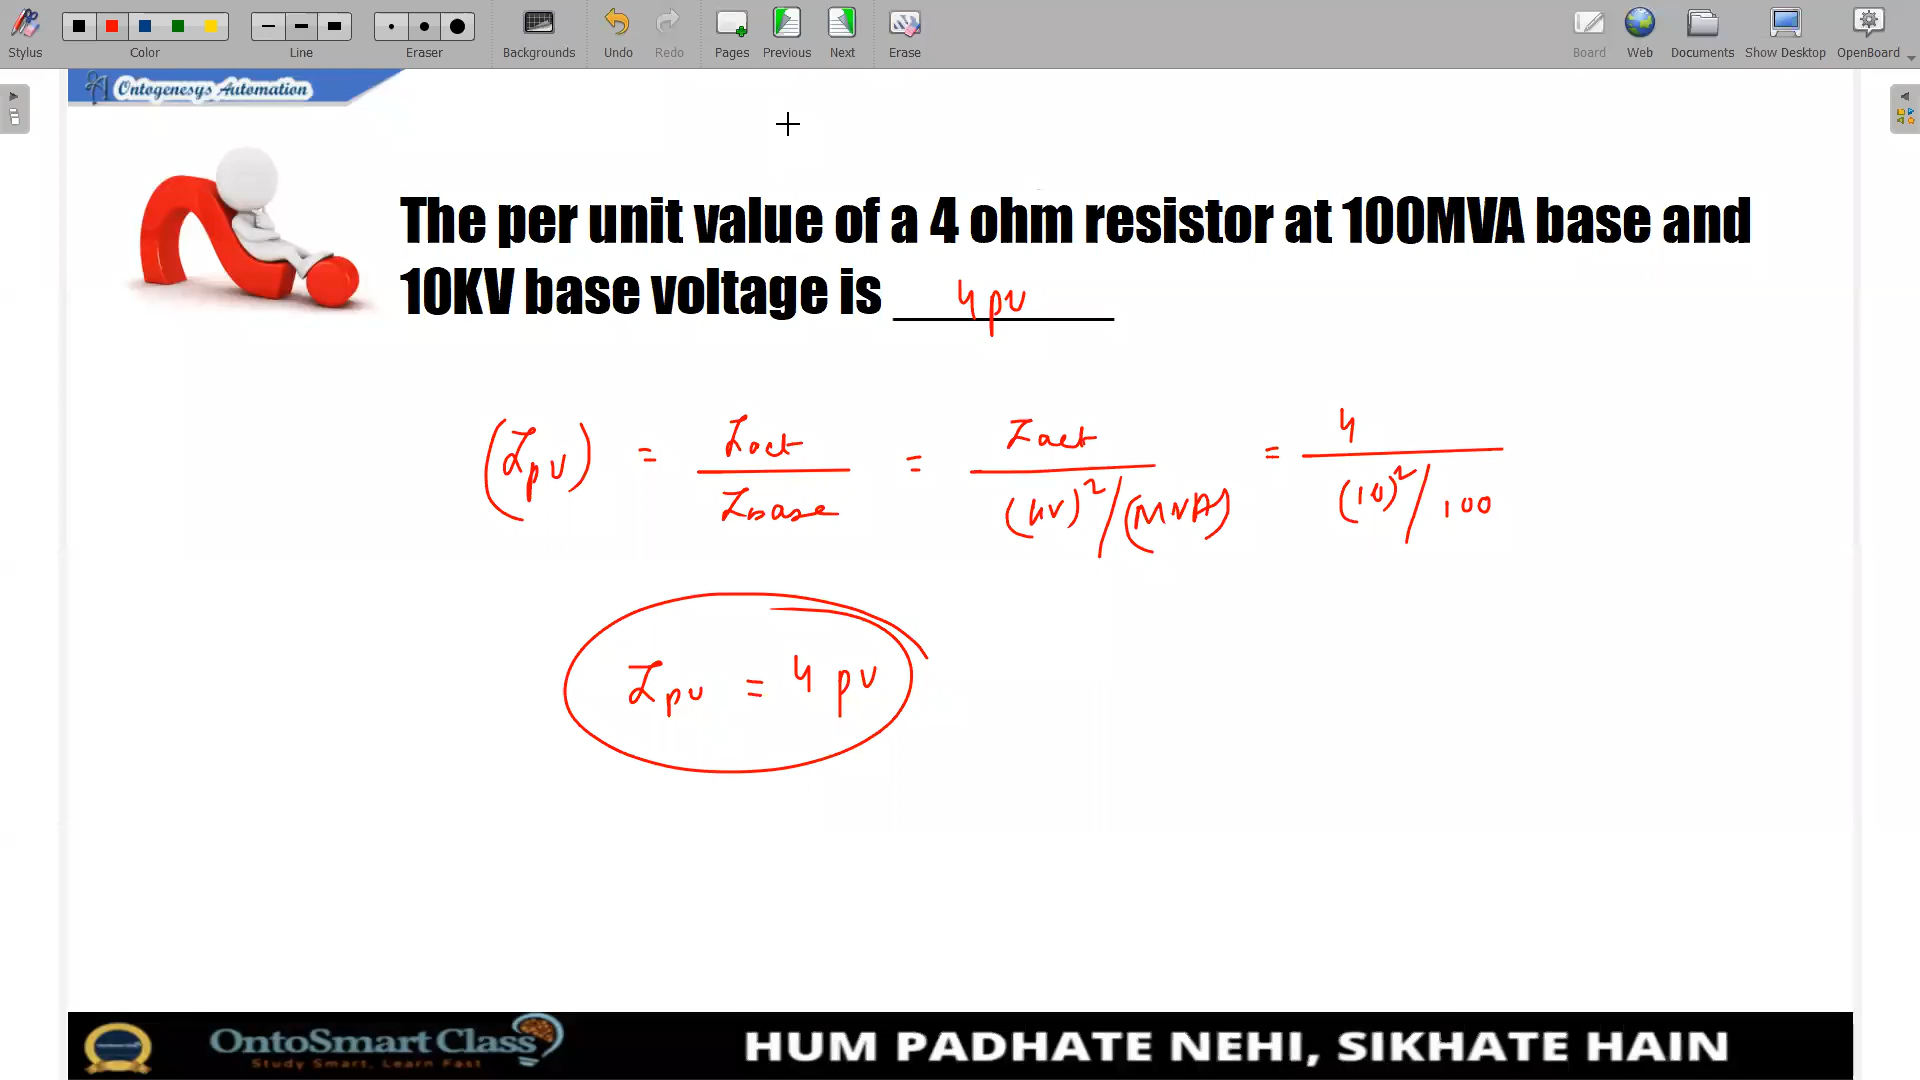 Stylus Color Line Eraser Backgrounds Undo Redo Pages Previous Next Erase Board Web Documents Show Desktop OpenBoard
Ontogenesys Automation
The per unit value of a 4 ohm resistor at 100MVA base and
10KV base voltage is 4 pu
(Zpu) = Zact / Zbase = Zact / (kV)²/(MVA) = 4 / (10)²/100
Zpu = 4 pu
OntoSmart Class
Study Smart, Learn Fast
HUM PADHATE NEHI, SIKHATE HAIN